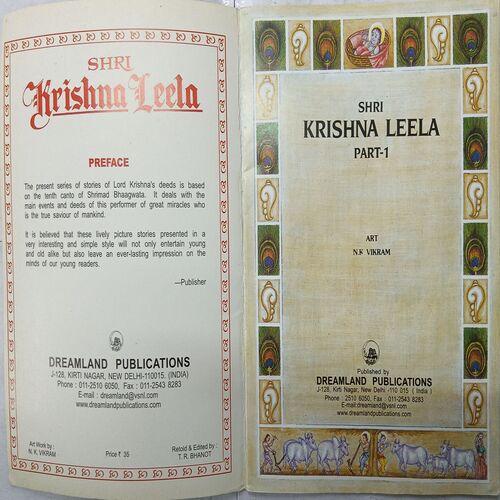 SHRI
Krishna Leela
PREFACE
The present series of stories of Lord Krishna's deeds is based
on the tenth canto of Shrimad Bhaagwata. It deals with the
main events and deeds of this performer of great miracles who
is the true saviour of mankind.
It is believed that these lively picture stories presented in a
very interesting and simple style will not only entertain young
and old alike but also leave an ever-lasting impression on the
minds of our young readers.
—Publisher
DREAMLAND PUBLICATIONS
J-128, KIRTI NAGAR, NEW DELHI-110015. (INDIA)
Phone : 011-2510 6050, Fax : 011-2543 8283
E-mail : dreamland@vsnl.com
www.dreamlandpublications.com
Art Work by :
N. K. VIKRAM
Price ₹ 35
Retold & Edited by :
T. R. BHANOT
SHRI
KRISHNA LEELA
PART-1
ART
N.K VIKRAM
Published by
DREAMLAND PUBLICATIONS
J-128, Kirti Nagar, New Delhi -110 015 ( India )
Phone : 2510 6050, Fax : 011-2543 8283
E.mail:dreamland@vsnl.com
www.dreamlandpublications.com